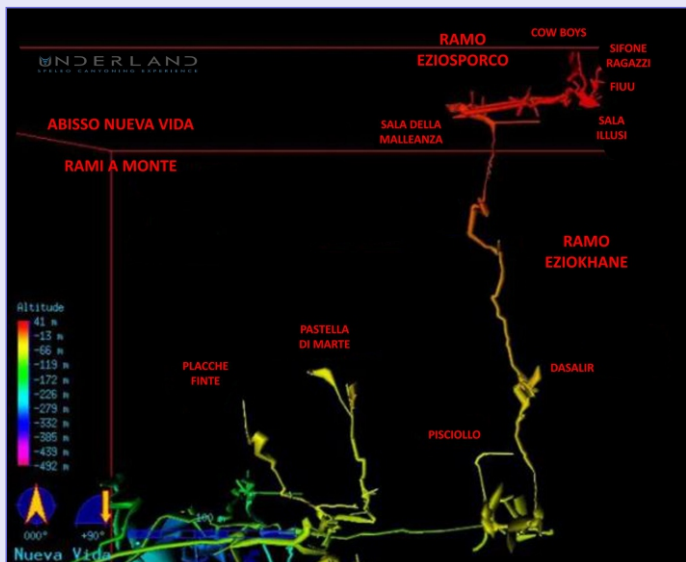 COW BOYS
RAMO
EZIOSPORCO
SIFONE
RAGAZZI
FIUU
UNDERLAND
SPELEO CANTONINO EXPERIENCE
ABISSO NUEVA VIDA
SALA DELLA
MALLEANZA
SALA
ILLUSI
RAMI A MONTE
RAMO
EZIOKHANE
Altitude
41 m
-13 m
-66 m
-119 m
-172 m
-226 m
-279 m
-332 m
-385 m
-439 m
-492 m
PASTELLA
DI MARTE
PLACCHE
FINTE
DASALIR
PISCIOLLO
100
000°
+90°
Nueva Vida